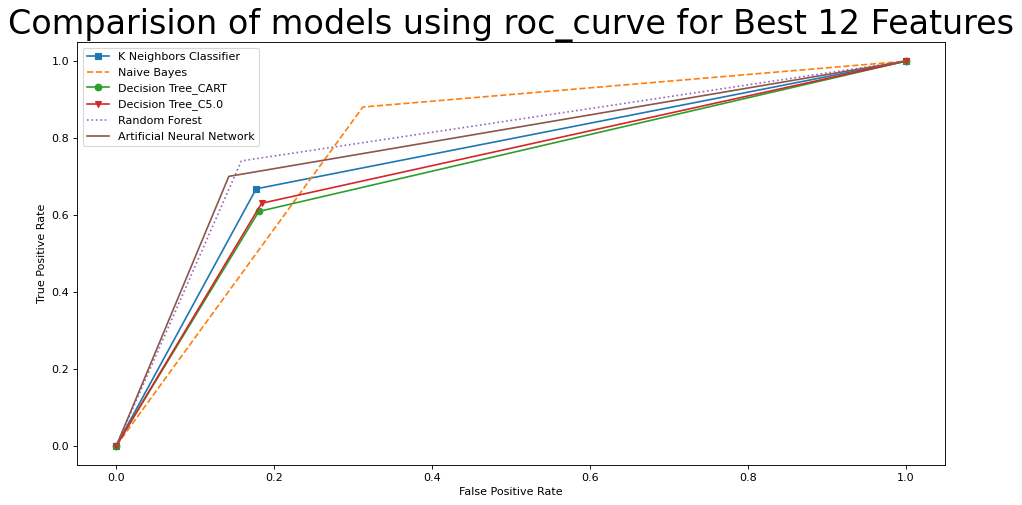 Comparision of models using roc_curve for Best 12 Features
K Neighbors Classifier
Naive Bayes
Decision Tree_CART
Decision Tree_C5.0
Random Forest
Artificial Neural Network
True Positive Rate
1.0
0.8
0.6
0.4
0.2
0.0
0.0 0.2 0.4 0.6 0.8 1.0
False Positive Rate